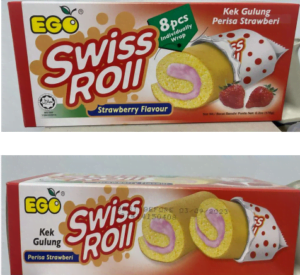 EGO
Swiss
Roll
8pcs
Individually
Wrap
Kek Gulung
Perisa Strawberi
Strawberry Flavour
EGO
Swiss
Roll
Kek
Gulung
Perisa Strawberi